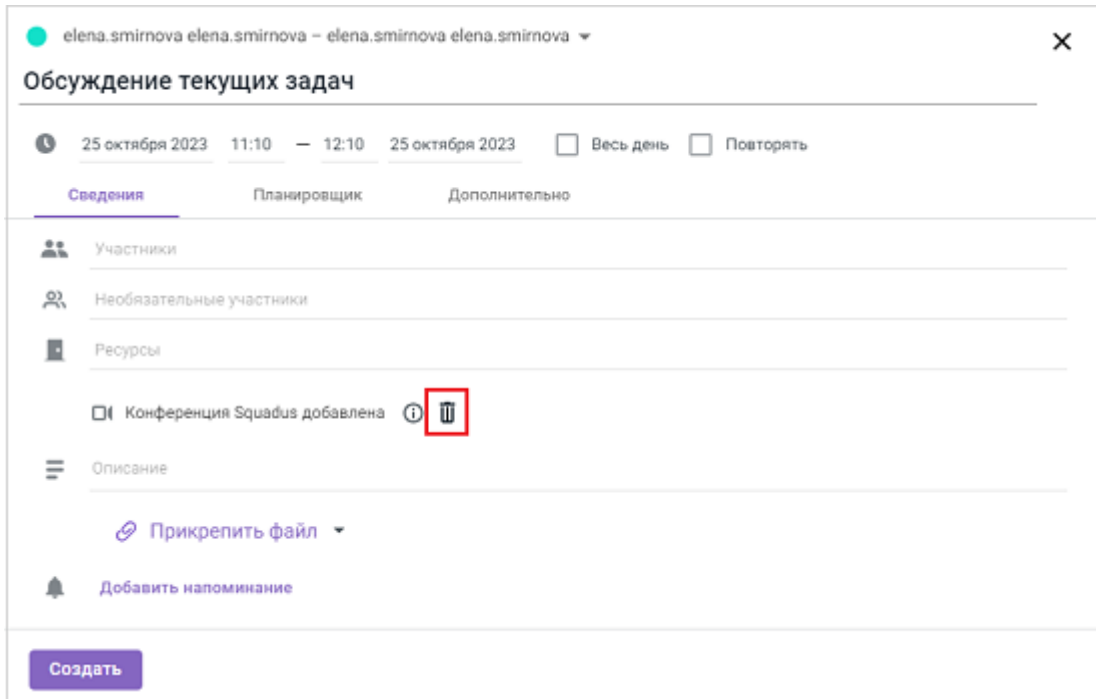 elena.smirnova elena.smirnova – elena.smirnova elena.smirnova
Обсуждение текущих задач
25 октября 2023 11:10 — 12:10 25 октября 2023 Весь день Повторять
Сведения Планировщик Дополнительно
Участники
Необязательные участники
Ресурсы
Конференция Squadus добавлена
Описание
Прикрепить файл
Добавить напоминание
Создать